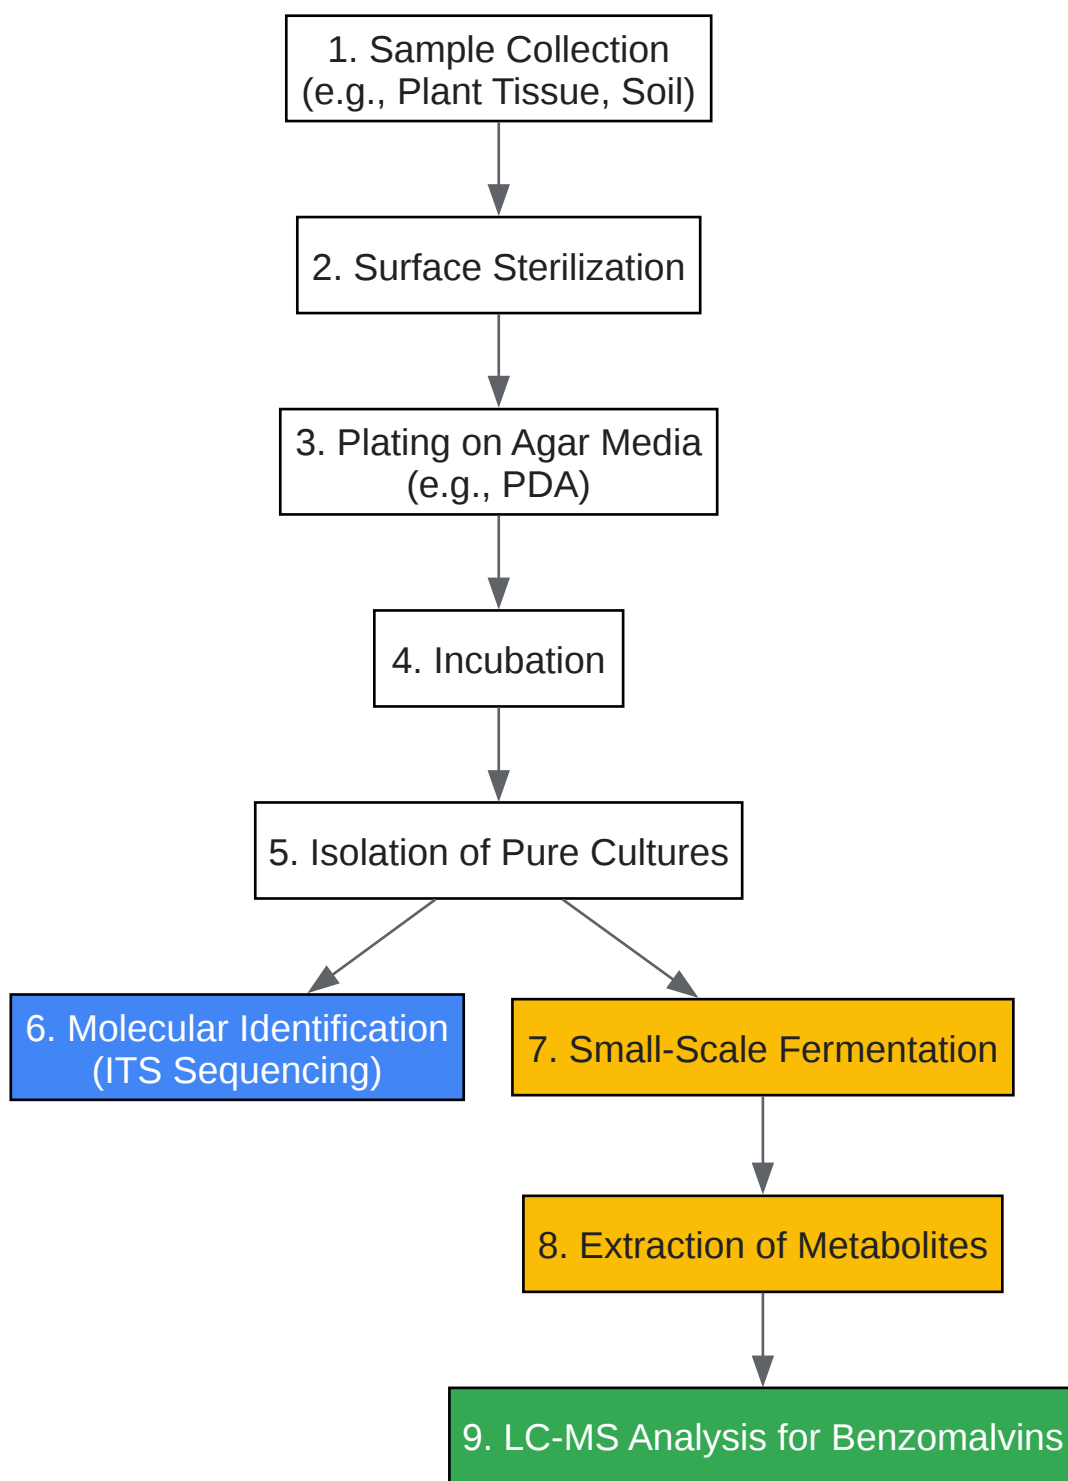 1. Sample Collection
(e.g., Plant Tissue, Soil)
2. Surface Sterilization
3. Plating on Agar Media
(e.g., PDA)
4. Incubation
5. Isolation of Pure Cultures
6. Molecular Identification
(ITS Sequencing)
7. Small-Scale Fermentation
8. Extraction of Metabolites
9. LC-MS Analysis for Benzomalvins